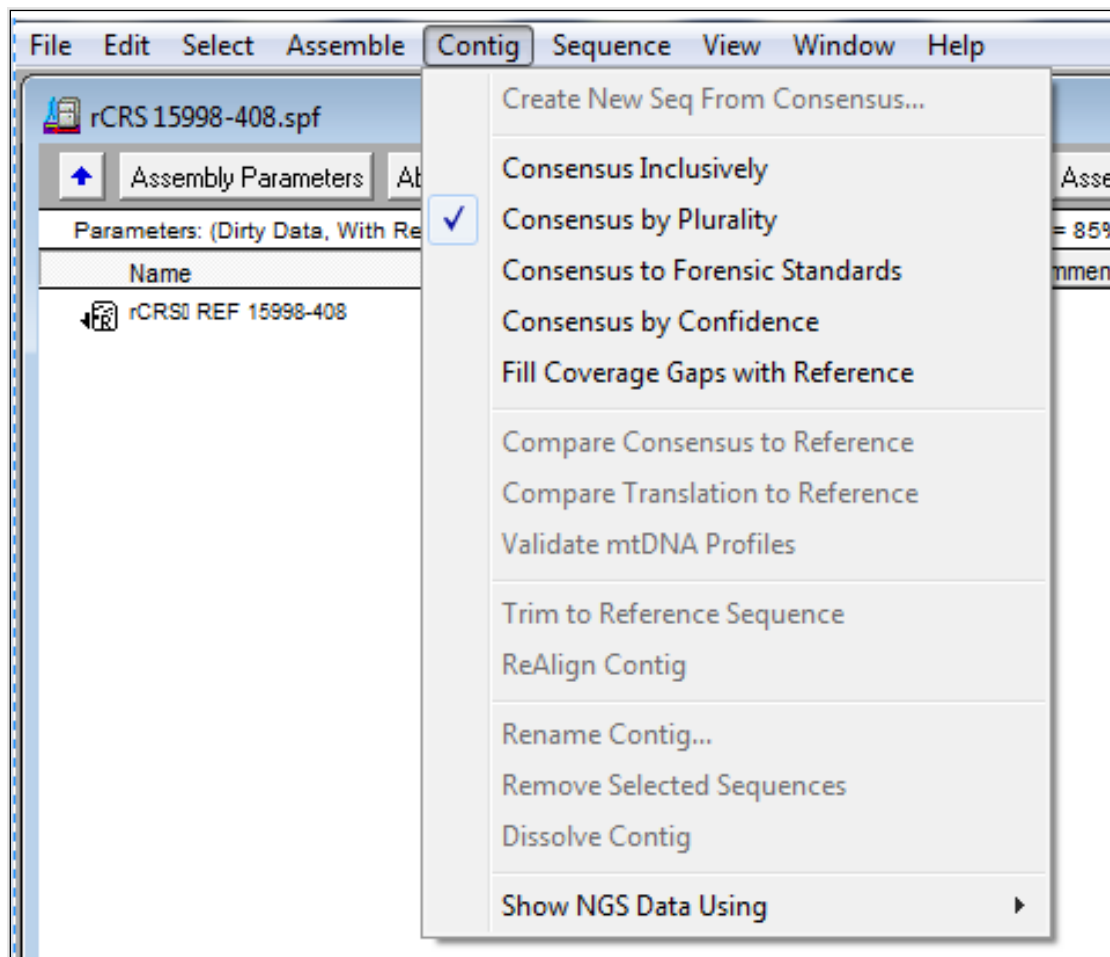 File Edit Select Assemble Contig Sequence View Window Help
rCRS 15998-408.spf
Assembly Parameters
Parameters: (Dirty Data, With Re
= 85%
Name
rCRS▯ REF 15998-408
Create New Seq From Consensus...
Consensus Inclusively
✓ Consensus by Plurality
Consensus to Forensic Standards
Consensus by Confidence
Fill Coverage Gaps with Reference
Compare Consensus to Reference
Compare Translation to Reference
Validate mtDNA Profiles
Trim to Reference Sequence
ReAlign Contig
Rename Contig...
Remove Selected Sequences
Dissolve Contig
Show NGS Data Using